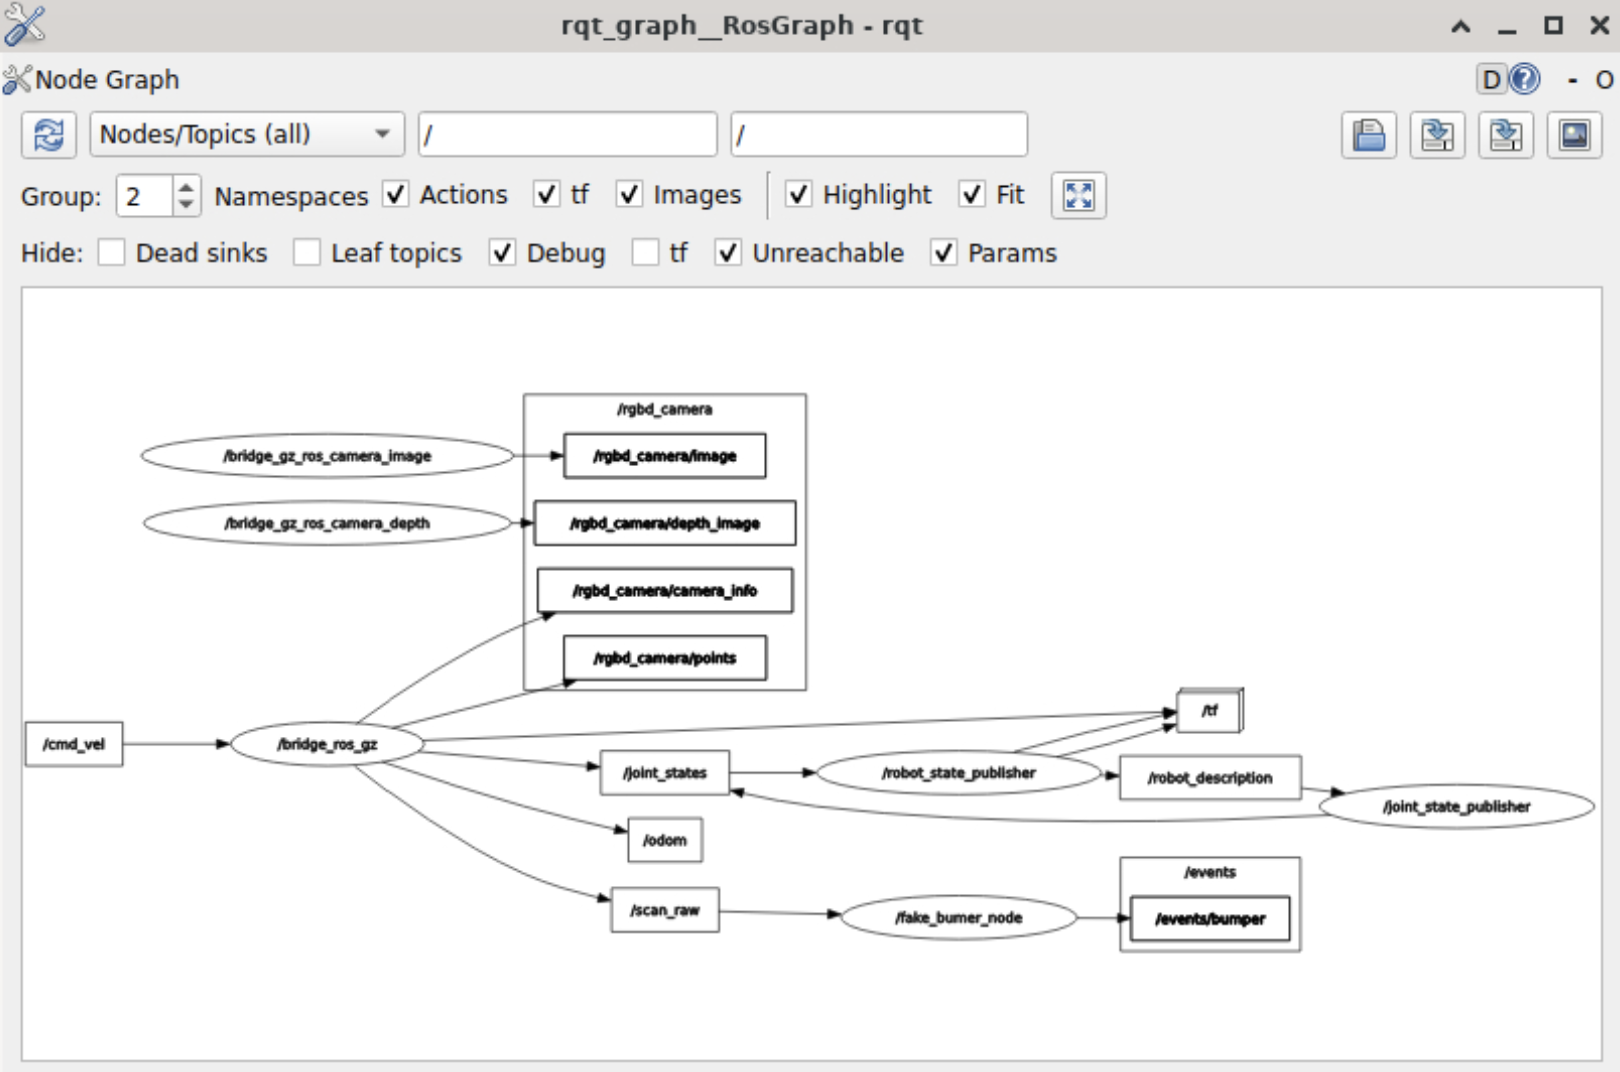 rqt_graph__RosGraph - rqt
Node Graph
D ? - O
Nodes/Topics (all) / /
Group: 2 Namespaces Actions tf Images Highlight Fit
Hide: Dead sinks Leaf topics Debug tf Unreachable Params
/rgbd_camera
/bridge_gz_ros_camera_image
/rgbd_camera/image
/bridge_gz_ros_camera_depth
/rgbd_camera/depth_image
/rgbd_camera/camera_info
/rgbd_camera/points
/tf
/cmd_vel
/bridge_ros_gz
/joint_states
/robot_state_publisher
/robot_description
/joint_state_publisher
/odom
/events
/scan_raw
/fake_bumer_node
/events/bumper